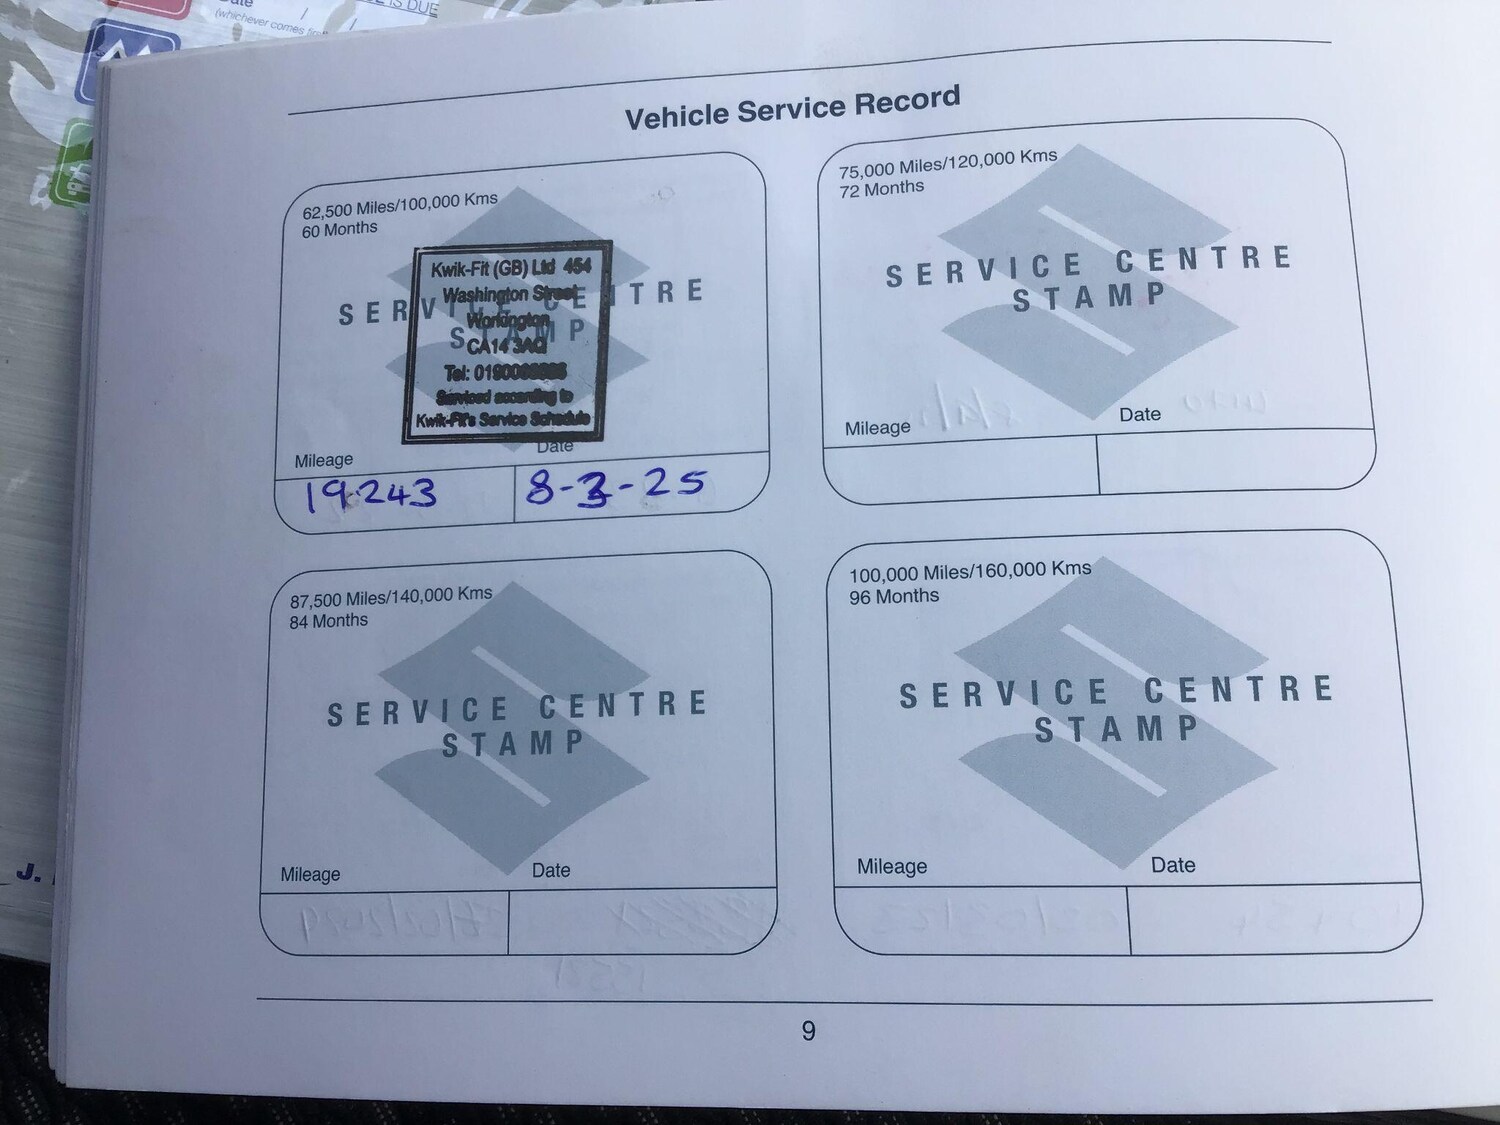 (whichever comes
Vehicle Service Record
62,500 Miles/100,000 Kms
60 Months
SERVICE CENTRE
STAMP
Kwik-Fit (GB) Ltd 454
Washington Street
Workington
CA14 3AQ
Serviced according to
Kwik-Fit's Service Schedule
Mileage
Date
19243
8-3-25
75,000 Miles/120,000 Kms
72 Months
SERVICE CENTRE
STAMP
Mileage
Date
87,500 Miles/140,000 Kms
84 Months
SERVICE CENTRE
STAMP
Mileage
Date
100,000 Miles/160,000 Kms
96 Months
SERVICE CENTRE
STAMP
Mileage
Date
9
J.